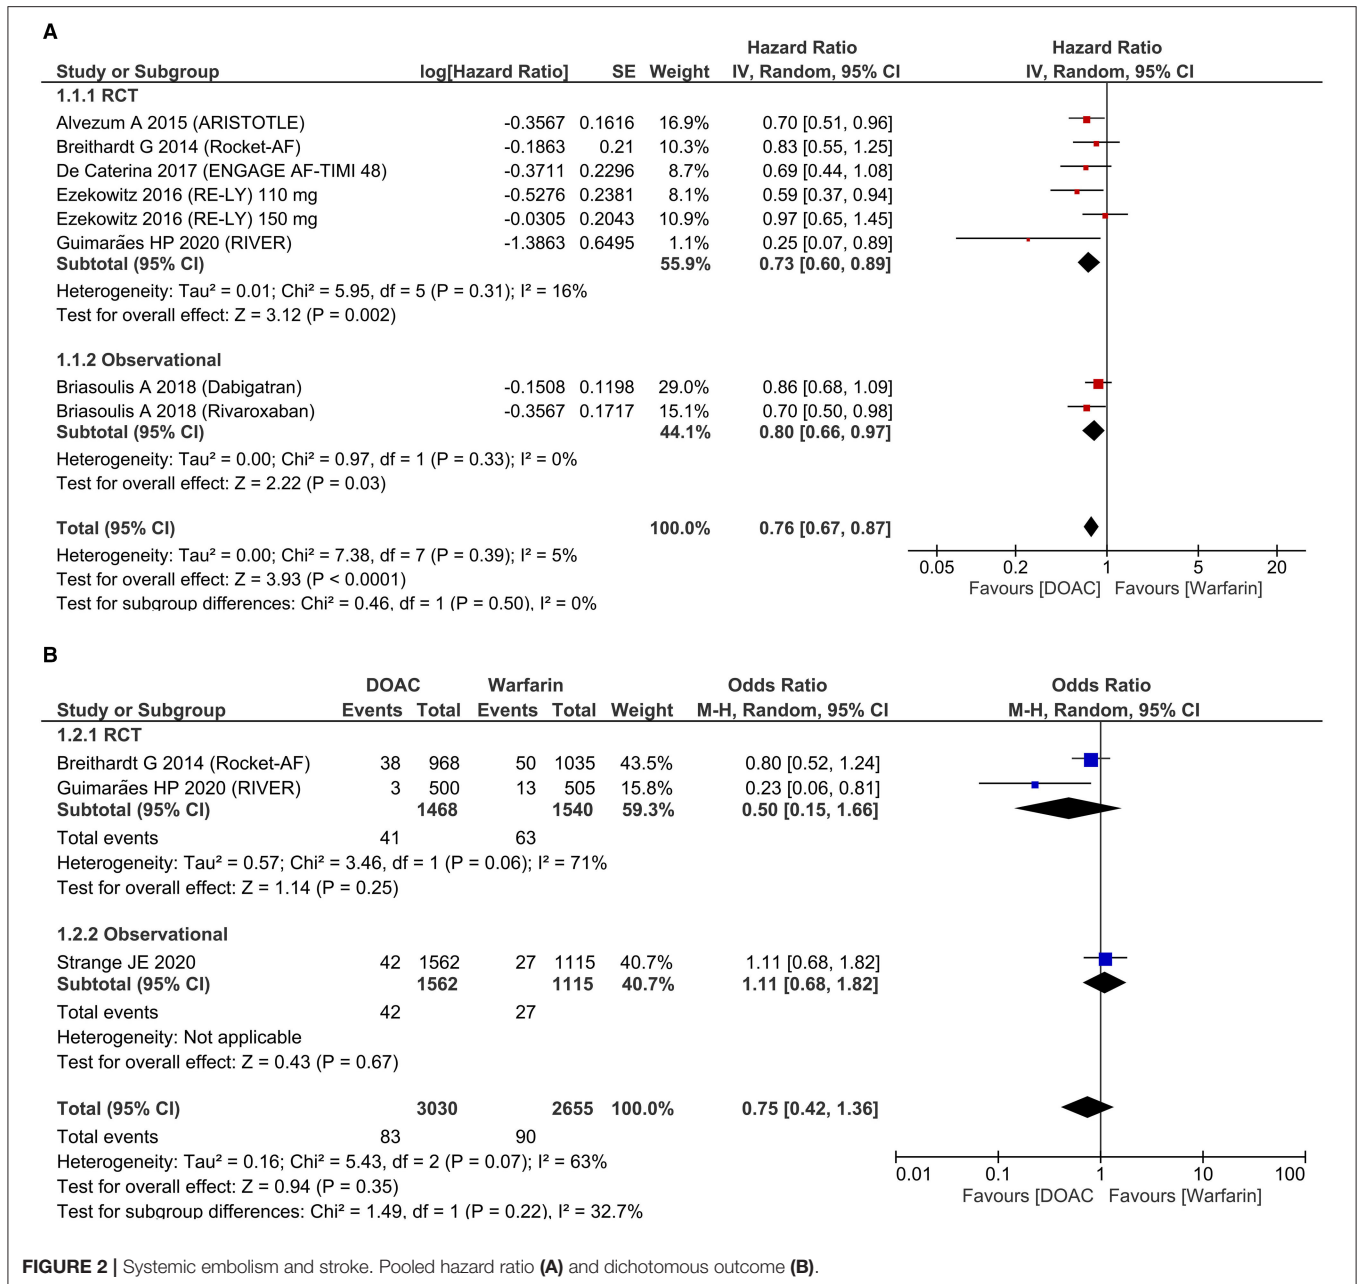 A
Hazard Ratio Hazard Ratio
Study or Subgroup log[Hazard Ratio] SE Weight IV, Random, 95% CI IV, Random, 95% CI
1.1.1 RCT
Alvezum A 2015 (ARISTOTLE) -0.3567 0.1616 16.9% 0.70 [0.51, 0.96]
Breithardt G 2014 (Rocket-AF) -0.1863 0.21 10.3% 0.83 [0.55, 1.25]
De Caterina 2017 (ENGAGE AF-TIMI 48) -0.3711 0.2296 8.7% 0.69 [0.44, 1.08]
Ezekowitz 2016 (RE-LY) 110 mg -0.5276 0.2381 8.1% 0.59 [0.37, 0.94]
Ezekowitz 2016 (RE-LY) 150 mg -0.0305 0.2043 10.9% 0.97 [0.65, 1.45]
Guimarães HP 2020 (RIVER) -1.3863 0.6495 1.1% 0.25 [0.07, 0.89]
Subtotal (95% CI) 55.9% 0.73 [0.60, 0.89]
Heterogeneity: Tau² = 0.01; Chi² = 5.95, df = 5 (P = 0.31); I² = 16%
Test for overall effect: Z = 3.12 (P = 0.002)
1.1.2 Observational
Briasoulis A 2018 (Dabigatran) -0.1508 0.1198 29.0% 0.86 [0.68, 1.09]
Briasoulis A 2018 (Rivaroxaban) -0.3567 0.1717 15.1% 0.70 [0.50, 0.98]
Subtotal (95% CI) 44.1% 0.80 [0.66, 0.97]
Heterogeneity: Tau² = 0.00; Chi² = 0.97, df = 1 (P = 0.33); I² = 0%
Test for overall effect: Z = 2.22 (P = 0.03)
Total (95% CI) 100.0% 0.76 [0.67, 0.87]
Heterogeneity: Tau² = 0.00; Chi² = 7.38, df = 7 (P = 0.39); I² = 5%
Test for overall effect: Z = 3.93 (P < 0.0001)
Test for subgroup differences: Chi² = 0.46, df = 1 (P = 0.50), I² = 0%
0.05 0.2 1 5 20
Favours [DOAC] Favours [Warfarin]
B
DOAC Warfarin Odds Ratio Odds Ratio
Study or Subgroup Events Total Events Total Weight M-H, Random, 95% CI M-H, Random, 95% CI
1.2.1 RCT
Breithardt G 2014 (Rocket-AF) 38 968 50 1035 43.5% 0.80 [0.52, 1.24]
Guimarães HP 2020 (RIVER) 3 500 13 505 15.8% 0.23 [0.06, 0.81]
Subtotal (95% CI) 1468 1540 59.3% 0.50 [0.15, 1.66]
Total events 41 63
Heterogeneity: Tau² = 0.57; Chi² = 3.46, df = 1 (P = 0.06); I² = 71%
Test for overall effect: Z = 1.14 (P = 0.25)
1.2.2 Observational
Strange JE 2020 42 1562 27 1115 40.7% 1.11 [0.68, 1.82]
Subtotal (95% CI) 1562 1115 40.7% 1.11 [0.68, 1.82]
Total events 42 27
Heterogeneity: Not applicable
Test for overall effect: Z = 0.43 (P = 0.67)
Total (95% CI) 3030 2655 100.0% 0.75 [0.42, 1.36]
Total events 83 90
Heterogeneity: Tau² = 0.16; Chi² = 5.43, df = 2 (P = 0.07); I² = 63%
Test for overall effect: Z = 0.94 (P = 0.35)
Test for subgroup differences: Chi² = 1.49, df = 1 (P = 0.22), I² = 32.7%
0.01 0.1 1 10 100
Favours [DOAC Favours [Warfarin]
FIGURE 2 | Systemic embolism and stroke. Pooled hazard ratio (A) and dichotomous outcome (B).